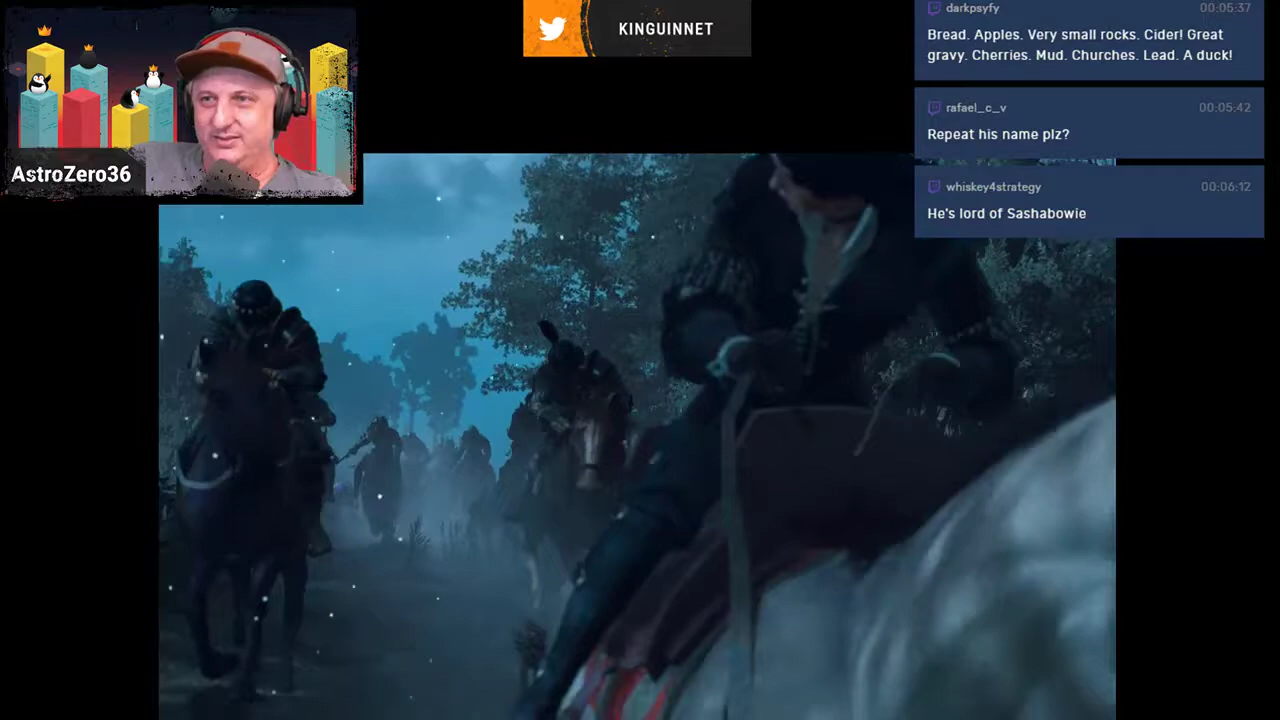 KINGUINNET
AstroZero36
darkpsyfy 00:05:37
Bread. Apples. Very small rocks. Cider! Great
gravy. Cherries. Mud. Churches. Lead. A duck!
rafael_c_v 00:05:42
Repeat his name plz?
whiskey4strategy 00:06:12
He's lord of Sashabowie